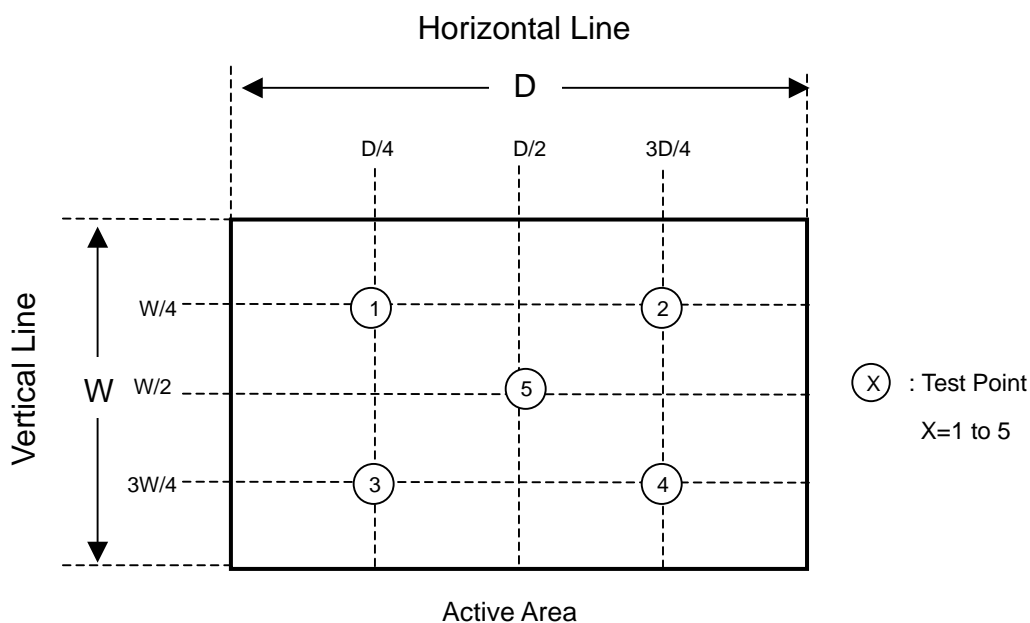 Horizontal Line
D
D/4 D/2 3D/4
Vertical Line
W
W/4
1 2
W/2
5
X : Test Point
X=1 to 5
3W/4
3 4
Active Area